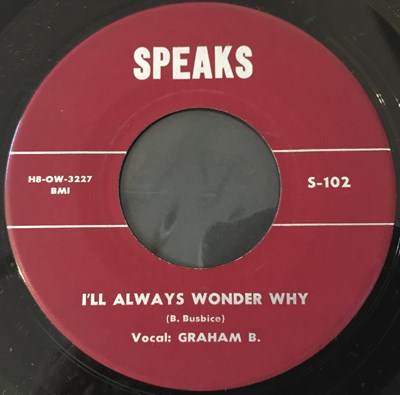 SPEAKS
H8-OW-3227
BMI
S-102
I'LL ALWAYS WONDER WHY
(B. Busbice)
Vocal: GRAHAM B.